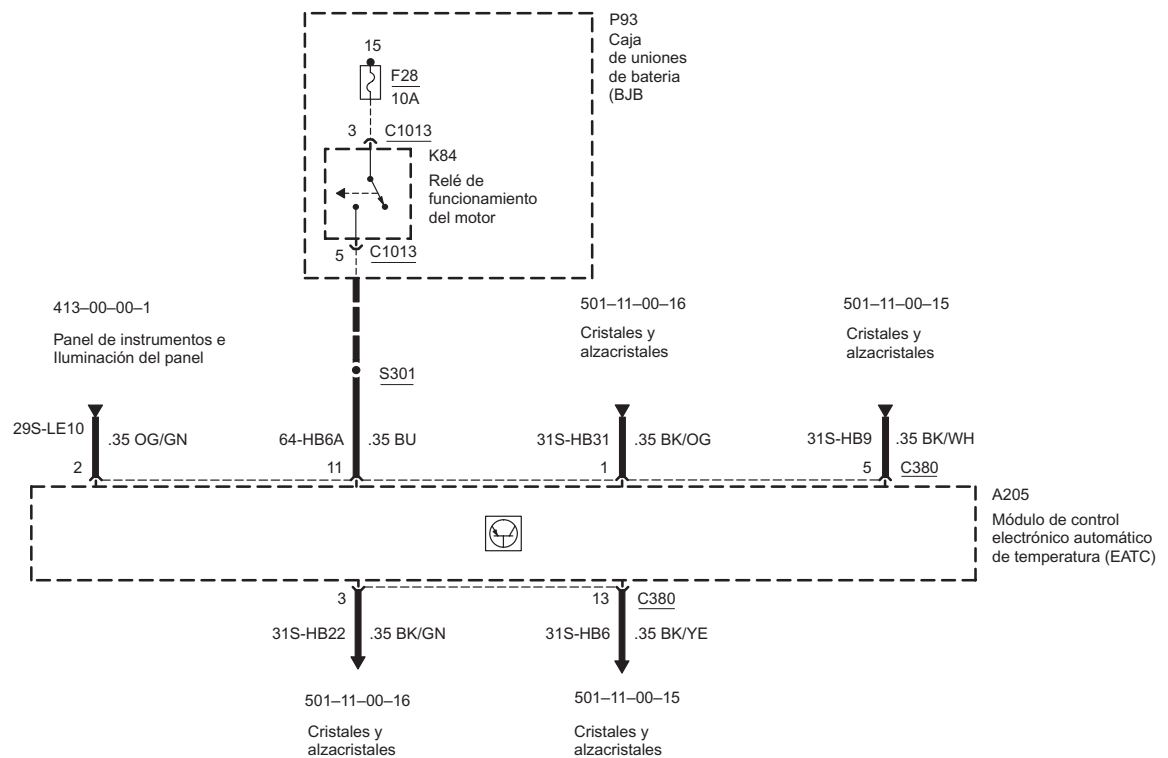 P93
Caja
de uniones
de bateria
(BJB
15
F28
10A
3 C1013
K84
Relé de
funcionamiento
del motor
5 C1013
413–00–00–1
Panel de instrumentos e
Iluminación del panel
501–11–00–16
Cristales y
alzacristales
501–11–00–15
Cristales y
alzacristales
S301
29S-LE10 .35 OG/GN
64-HB6A .35 BU
31S-HB31 .35 BK/OG
31S-HB9 .35 BK/WH
2 11 1 5 C380
A205
Módulo de control
electrónico automático
de temperatura (EATC)
3 13 C380
31S-HB22 .35 BK/GN
31S-HB6 .35 BK/YE
501–11–00–16
Cristales y
alzacristales
501–11–00–15
Cristales y
alzacristales